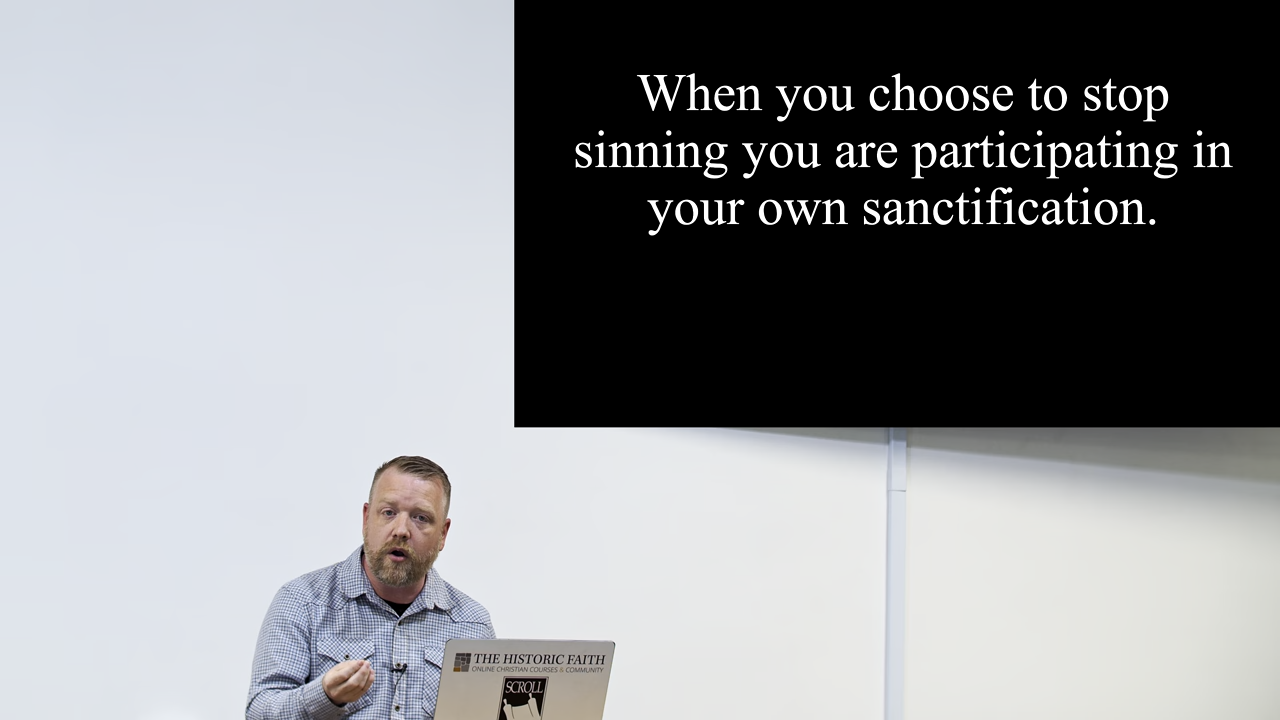 When you choose to stop
sinning you are participating in
your own sanctification.
THE HISTORIC FAITH
ONLINE CHRISTIAN COURSES & COMMUNITY
SCROLL